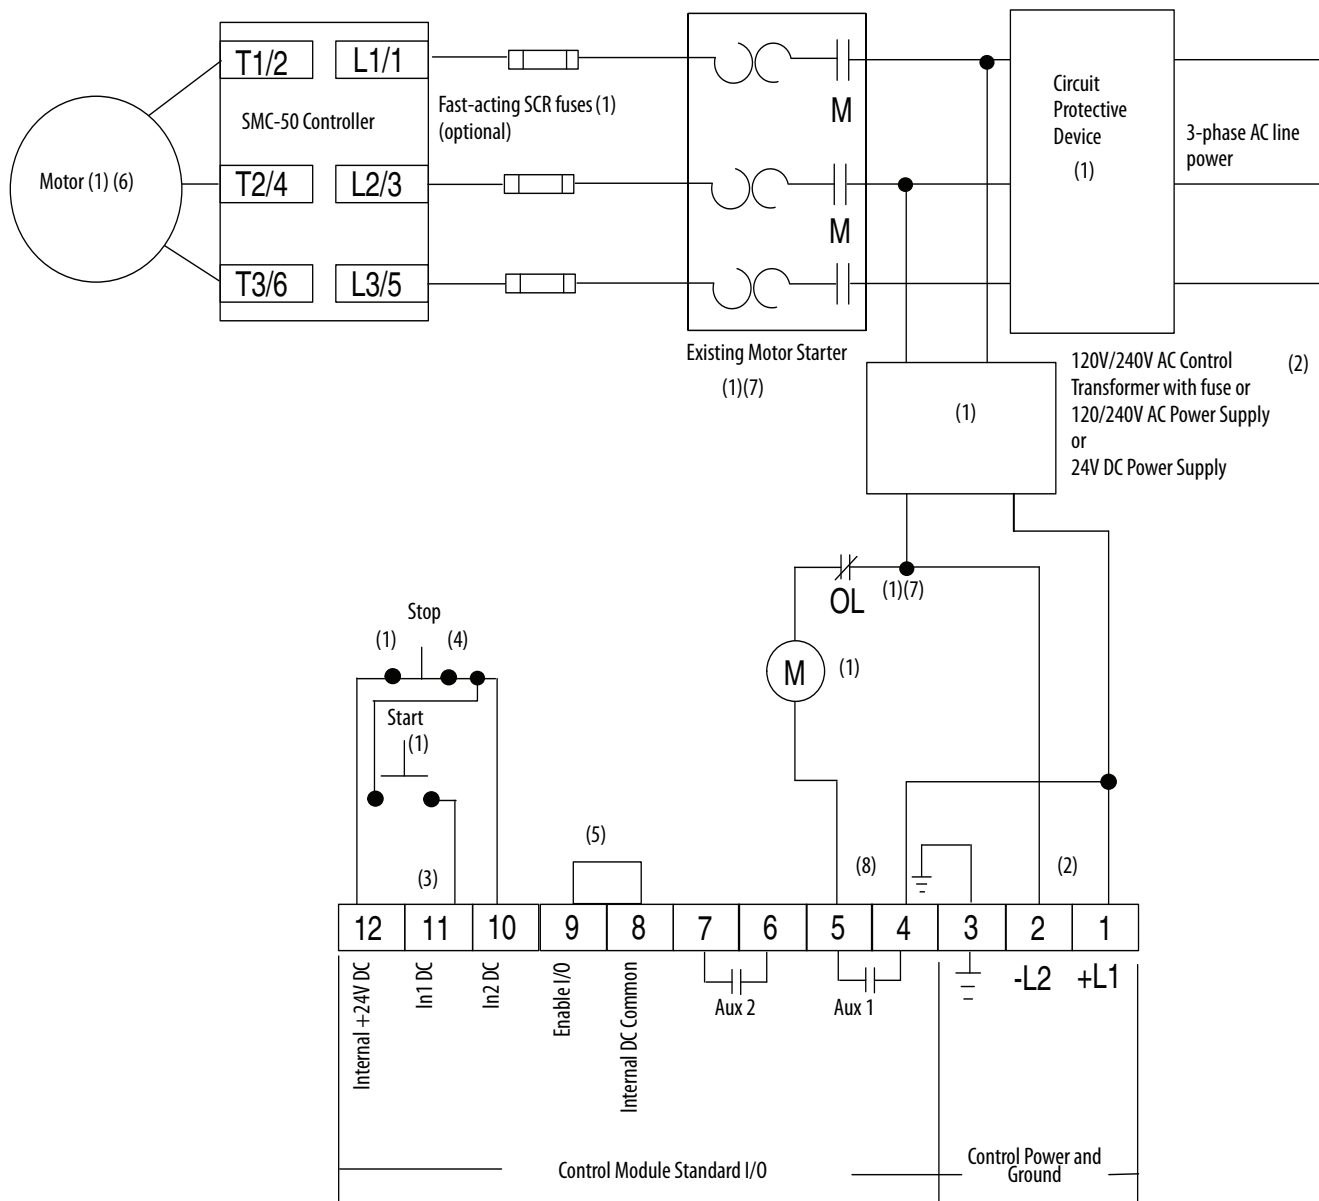 T1/2
L1/1
SMC-50 Controller
Motor (1) (6)
T2/4
L2/3
T3/6
L3/5
Fast-acting SCR fuses (1)
(optional)
M
M
Existing Motor Starter
(1)(7)
Circuit
Protective
Device
(1)
3-phase AC line
power
(1)
120V/240V AC Control (2)
Transformer with fuse or
120/240V AC Power Supply
or
24V DC Power Supply
OL
(1)(7)
M
(1)
Stop
(1) (4)
Start
(1)
(3)
(5)
(8)
(2)
12 11 10 9 8 7 6 5 4 3 2 1
Internal +24V DC
In1 DC
In2 DC
Enable I/O
Internal DC Common
Aux 2
Aux 1
-L2
+L1
Control Module Standard I/O
Control Power and
Ground